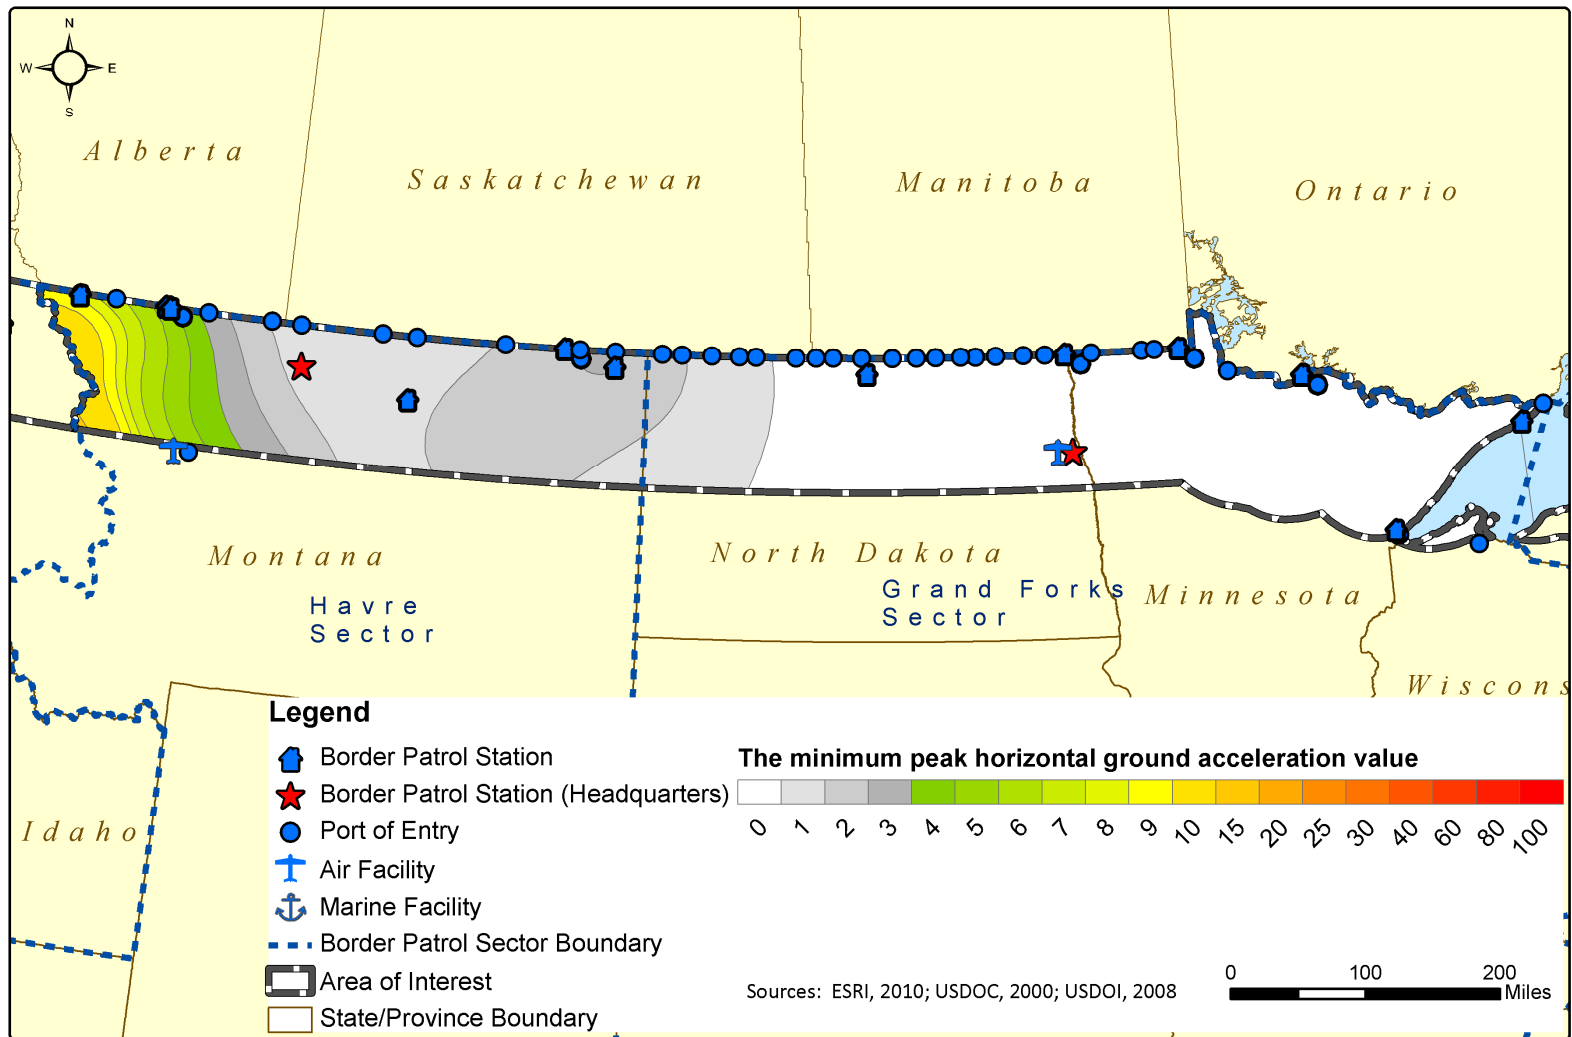 N
W E
S
Alberta
Saskatchewan
Manitoba
Ontario
Montana
North Dakota
Havre
Sector
Grand Forks
Sector
Minnesota
Wiscons
Idaho
Legend
Border Patrol Station
Border Patrol Station (Headquarters)
Port of Entry
Air Facility
Marine Facility
Border Patrol Sector Boundary
Area of Interest
State/Province Boundary
The minimum peak horizontal ground acceleration value
0 1 2 3 4 5 6 7 8 9 10 15 20 25 30 40 60 80 100
Sources: ESRI, 2010; USDOC, 2000; USDOI, 2008
0 100 200
Miles